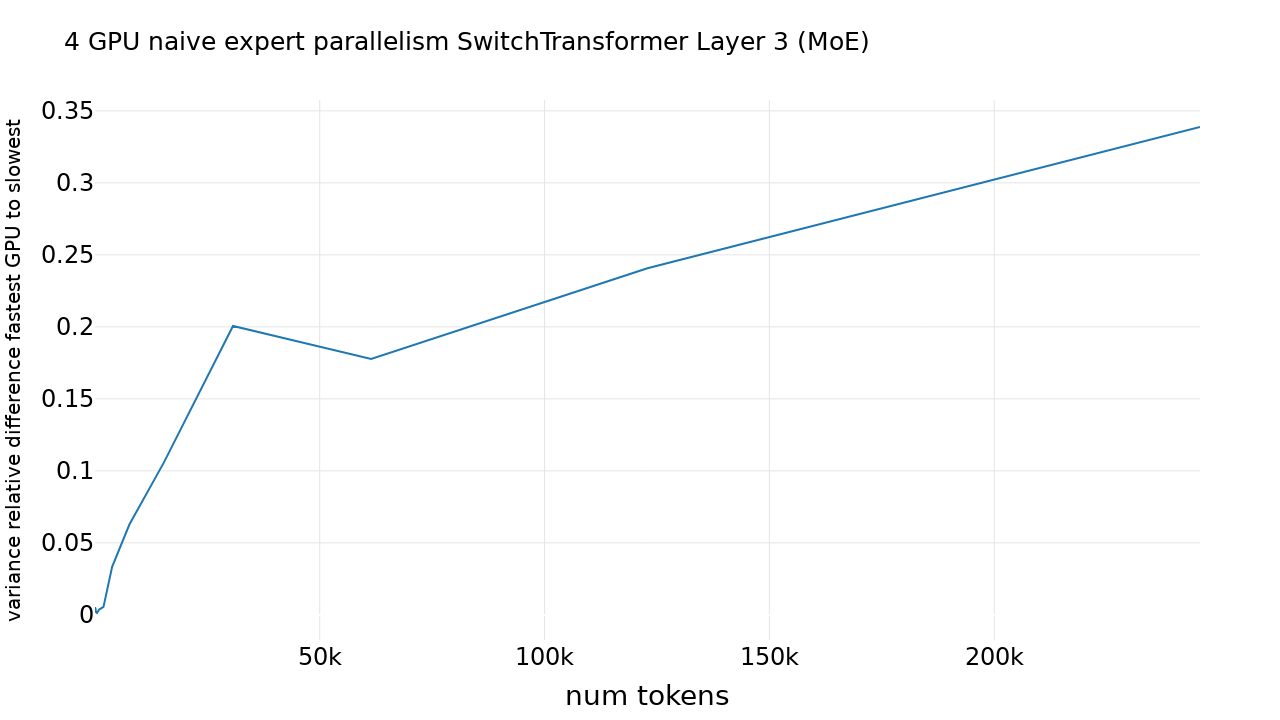 4 GPU naive expert parallelism SwitchTransformer Layer 3 (MoE)
variance relative difference fastest GPU to slowest
0.35
0.3
0.25
0.2
0.15
0.1
0.05
0
50k
100k
150k
200k
num tokens